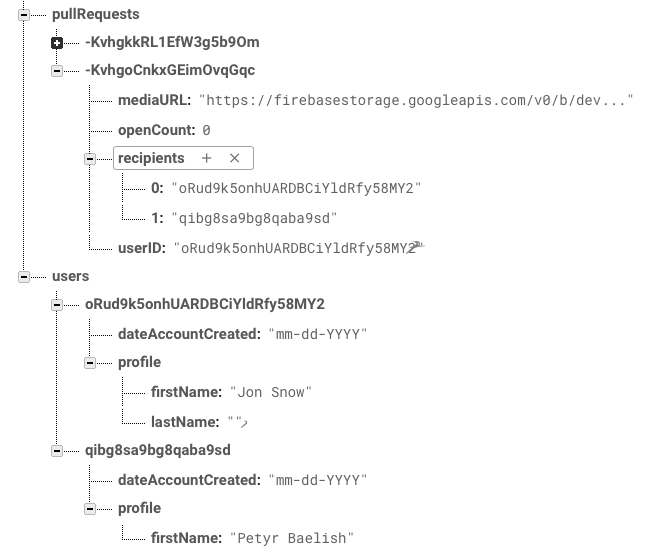 pullRequests
-KvhgkkRL1EfW3g5b9Om
-KvhgoCnkxGEimOvqGqc
mediaURL: "https://firebasestorage.googleapis.com/v0/b/dev..."
openCount: 0
recipients + ×
0: "oRud9k5onhUARDBCiYldRfy58MY2"
1: "qibg8sa9bg8qaba9sd"
userID: "oRud9k5onhUARDBCiYldRfy58MY2"
users
oRud9k5onhUARDBCiYldRfy58MY2
dateAccountCreated: "mm-dd-YYYY"
profile
firstName: "Jon Snow"
lastName: ""
qibg8sa9bg8qaba9sd
dateAccountCreated: "mm-dd-YYYY"
profile
firstName: "Petyr Baelish"